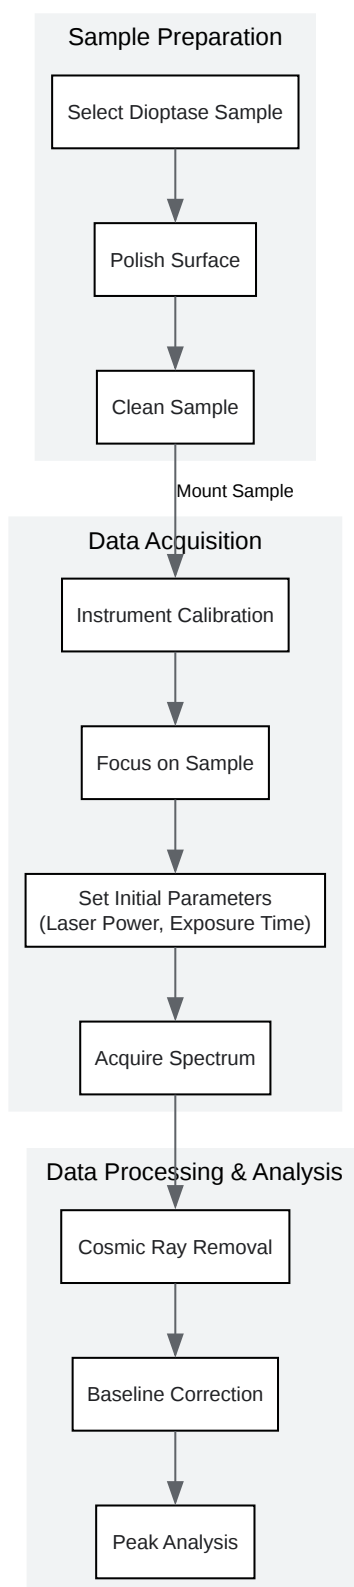 Sample Preparation
Select Dioptase Sample
Polish Surface
Clean Sample
Mount Sample
Data Acquisition
Instrument Calibration
Focus on Sample
Set Initial Parameters
(Laser Power, Exposure Time)
Acquire Spectrum
Data Processing & Analysis
Cosmic Ray Removal
Baseline Correction
Peak Analysis